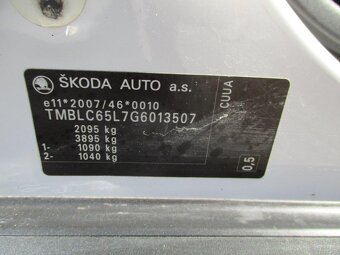 ŠKODA AUTO a.s.
e11*2007/46*0010
TMBLC65L7G6013507
2095 kg
3895 kg
1- 1090 kg
2- 1040 kg
CUUA
0,5